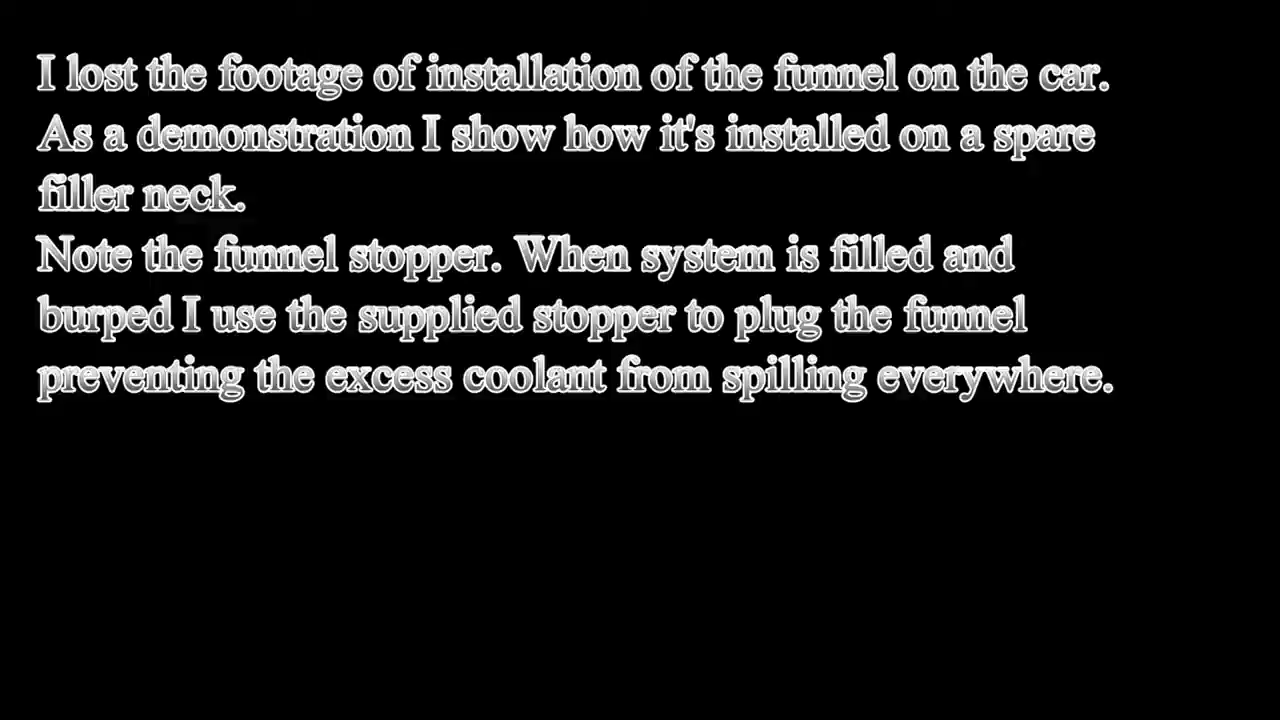 I lost the footage of installation of the funnel on the car.
As a demonstration I show how it's installed on a spare
filler neck.
Note the funnel stopper. When system is filled and
burped I use the supplied stopper to plug the funnel
preventing the excess coolant from spilling everywhere.